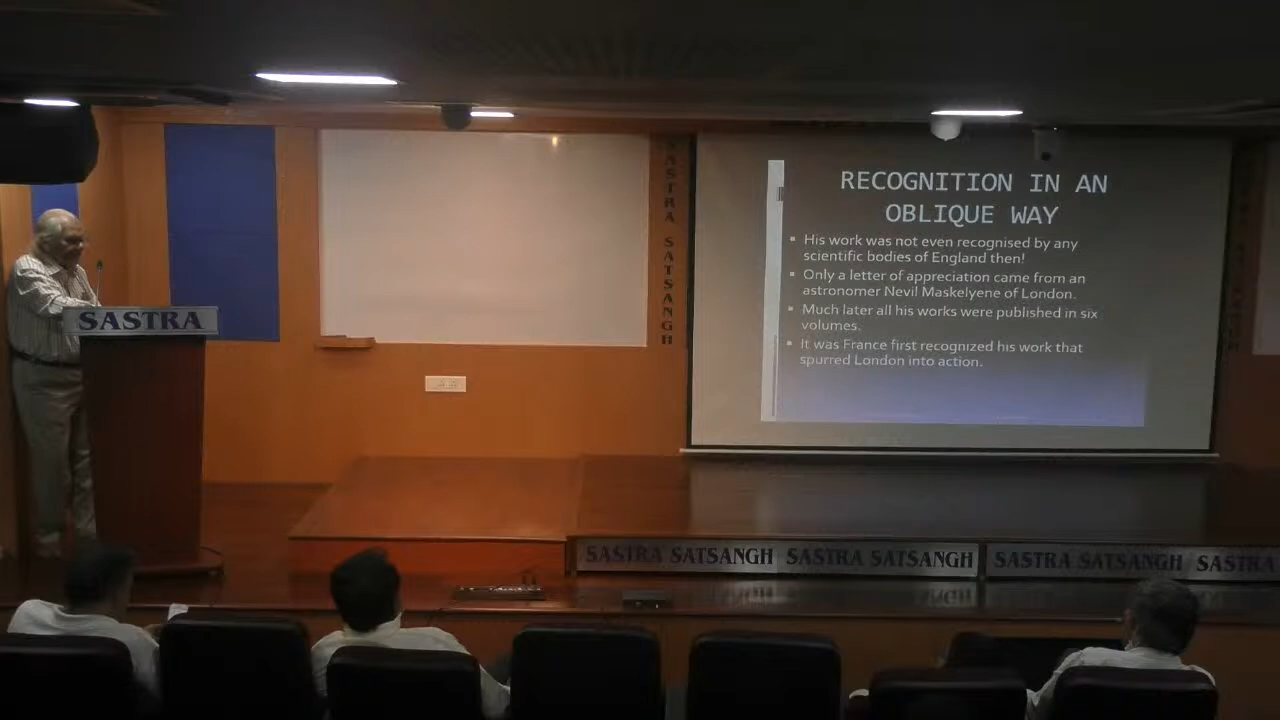 SASTRA
SASTRA SATSANGH
RECOGNITION IN AN
OBLIQUE WAY
His work was not even recognised by any
scientific bodies of England then!
Only a letter of appreciation came from an
astronomer Nevil Maskelyene of London.
Much later all his works were published in six
volumes.
It was France first recognized his work that
spurred London into action.
SASTRA SATSANGH SASTRA SATSANGH SASTRA SATSANGH SASTRA